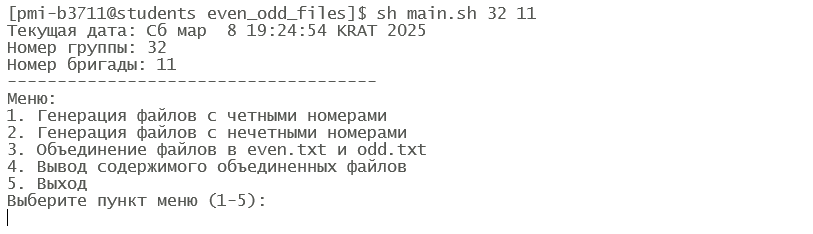 [pmi-b3711@students even_odd_files]$ sh main.sh 32 11
Текущая дата: Сб мар  8 19:24:54 KRAT 2025
Номер группы: 32
Номер бригады: 11
-------------------------------------
Меню:
1. Генерация файлов с четными номерами
2. Генерация файлов с нечетными номерами
3. Объединение файлов в even.txt и odd.txt
4. Вывод содержимого объединенных файлов
5. Выход
Выберите пункт меню (1-5):